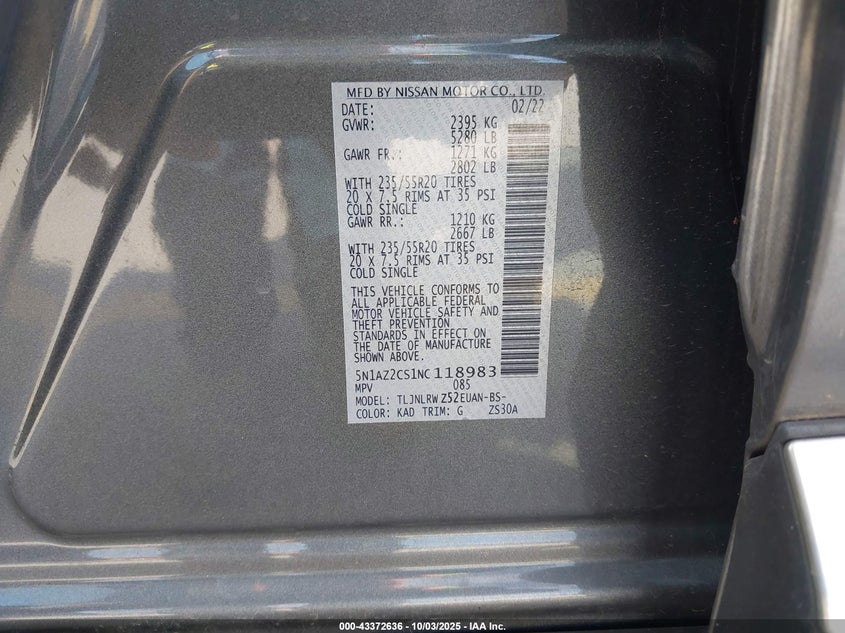 MFD BY NISSAN MOTOR CO., LTD.
DATE: 02/22
GVWR: 2395 KG
5280 LB
GAWR FR.: 1271 KG
2802 LB
WITH 235/55R20 TIRES
20 X 7.5 RIMS AT 35 PSI
COLD SINGLE
GAWR RR.: 1210 KG
2667 LB
WITH 235/55R20 TIRES
20 X 7.5 RIMS AT 35 PSI
COLD SINGLE
THIS VEHICLE CONFORMS TO
ALL APPLICABLE FEDERAL
MOTOR VEHICLE SAFETY AND
THEFT PREVENTION
STANDARDS IN EFFECT ON
THE DATE OF MANUFACTURE
SHOWN ABOVE.
5N1AZ2CS1NC118983
MPV 085
MODEL: TLJNLRWZ52EUAN-BS-
COLOR: KAD TRIM: G ZS30A
000-43372636 - 10/03/2025 - IAA Inc.